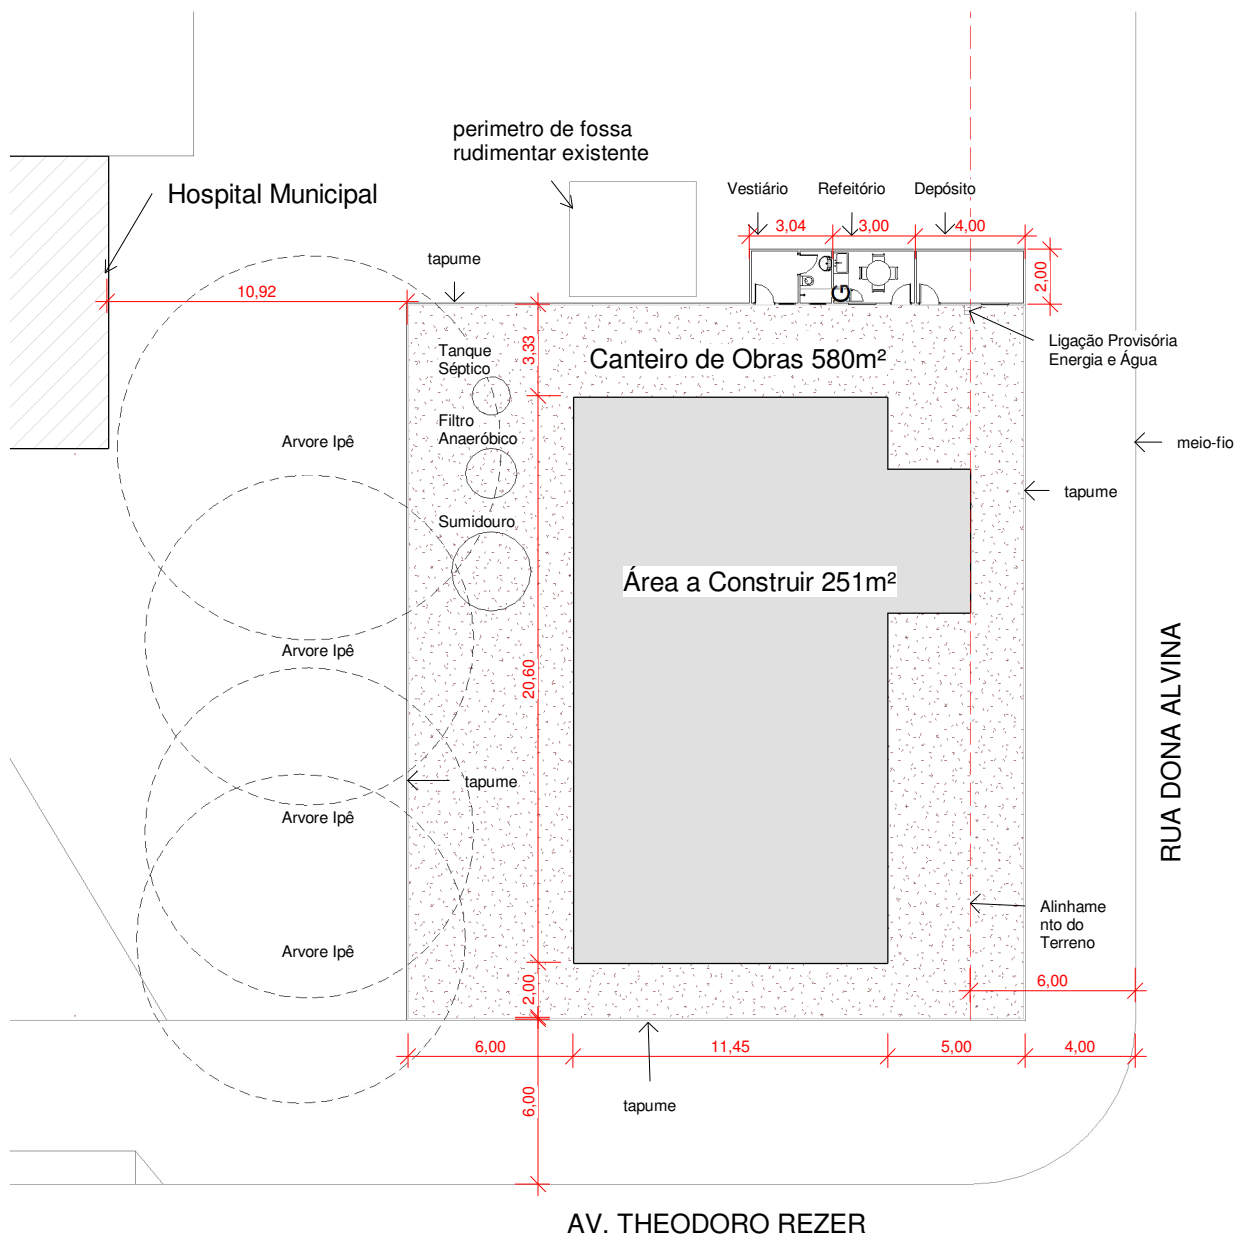 perimetro de fossa
rudimentar existente
Hospital Municipal
Vestiário
Refeitório
Depósito
3,04
3,00
4,00
2,00
tapume
10,92
G
Tanque
Séptico
3,33
Canteiro de Obras 580m²
Ligação Provisória
Energia e Água
Filtro
Anaeróbico
Arvore Ipê
meio-fio
tapume
Sumidouro
Área a Construir 251m²
Arvore Ipê
20,60
RUA DONA ALVINA
tapume
Arvore Ipê
Alinhame
nto do
Terreno
Arvore Ipê
2,00
6,00
6,00
11,45
5,00
4,00
6,00
tapume
AV. THEODORO REZER